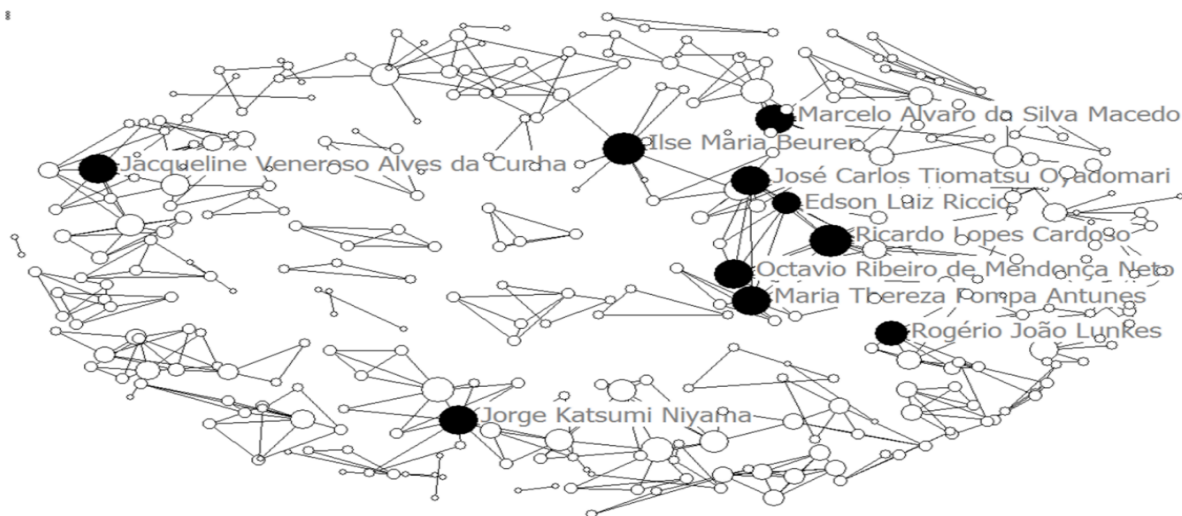 Marcelo Alvaro da Silva Macedo
Ilse Maria Beuren
Jacqueline Veneroso Alves da Cunha
José Carlos Tiomatsu Oyadomari
Edson Luiz Riccio
Ricardo Lopes Cardoso
Octavio Ribeiro de Mendonça Neto
Maria Thereza Pompa Antunes
Rogério João Lunkes
Jorge Katsumi Niyama